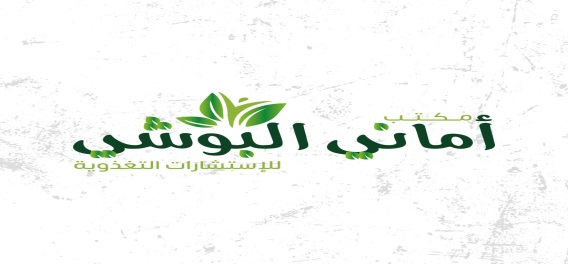 مكتب
أماني البوشي
للإستشارات التغذوية